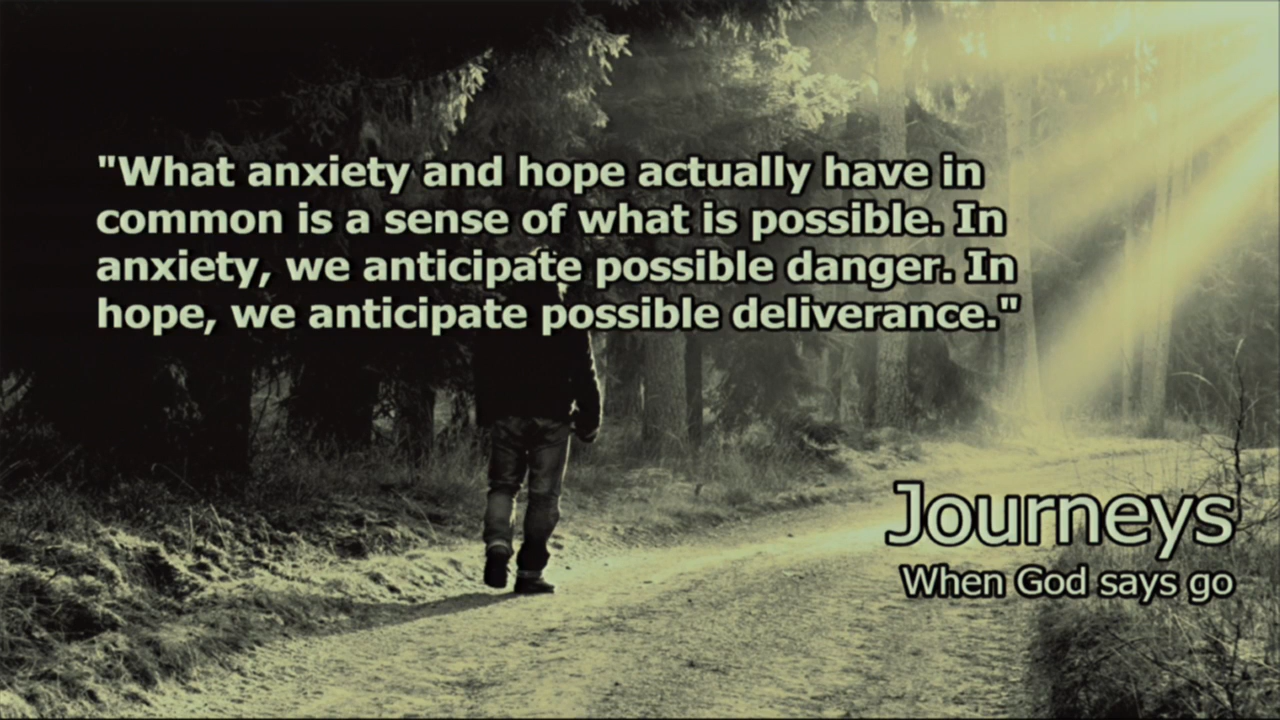 "What anxiety and hope actually have in
common is a sense of what is possible. In
anxiety, we anticipate possible danger. In
hope, we anticipate possible deliverance."
Journeys
When God says go